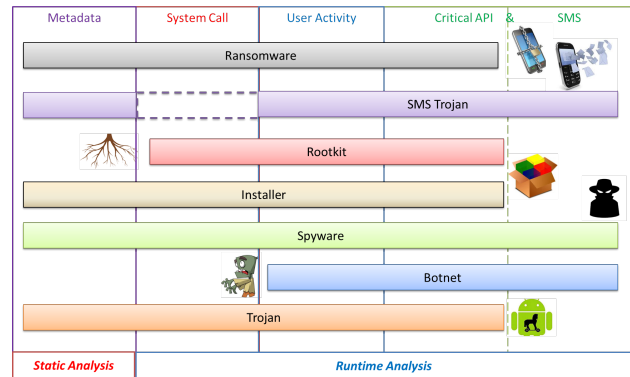 Metadata
System Call
User Activity
Critical API & SMS
Ransomware
SMS Trojan
Rootkit
Installer
Spyware
Botnet
Trojan
Static Analysis
Runtime Analysis